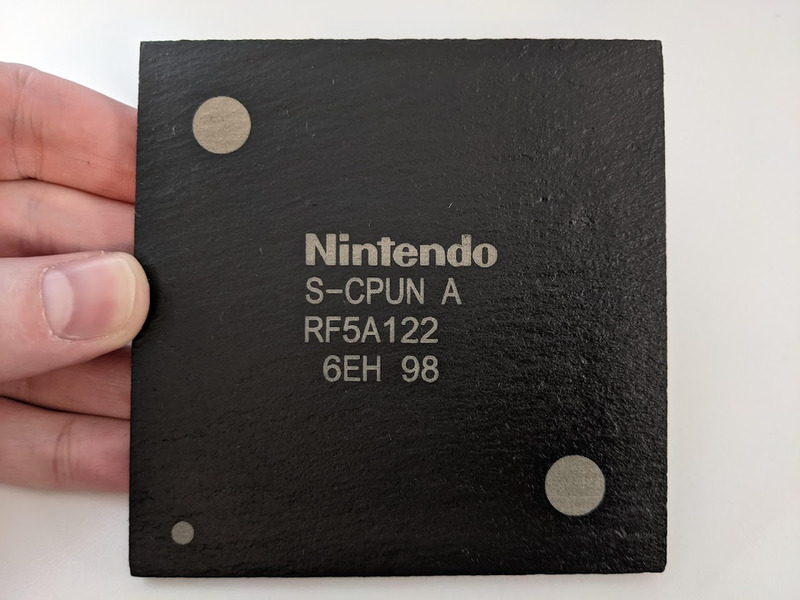 Nintendo
S-CPUN A
RF5A122
6EH 98